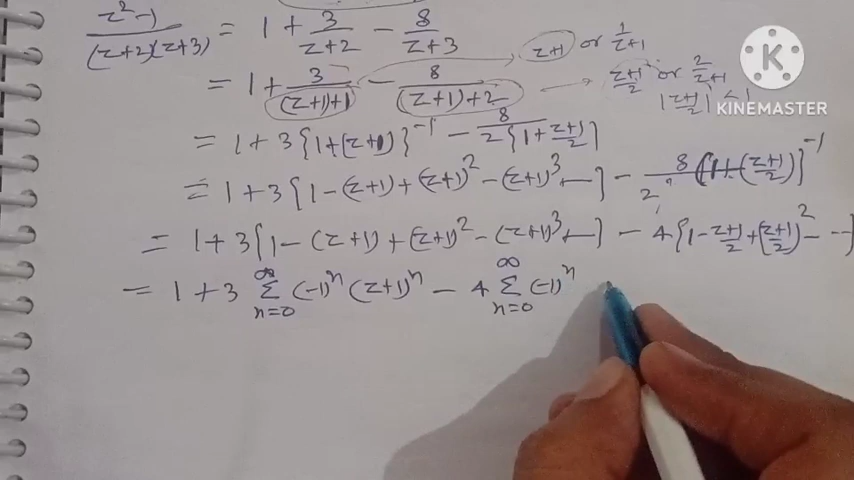 z²-1 / (z+2)(z+3) = 1 + 3/(z+2) - 8/(z+3)
= 1 + 3/((z+1)+1) - 8/((z+1)+2) z+1 or 1/(z+1) (z+1)/2 or 2/(z+1)
|z+1| < 1
KINEMASTER
= 1 + 3{1+(z+1)}⁻¹ - 8/(2{1+(z+1)/2})
= 1 + 3{1-(z+1)+(z+1)²-(z+1)³+---} - 8/2 {1+((z+1)/2)}⁻¹
= 1 + 3{1-(z+1)+(z+1)²-(z+1)³+---} - 4{1-(z+1)/2+((z+1)/2)²- ---}
= 1 + 3 ∞Σn=0 (-1)ⁿ(z+1)ⁿ - 4 ∞Σn=0 (-1)ⁿ